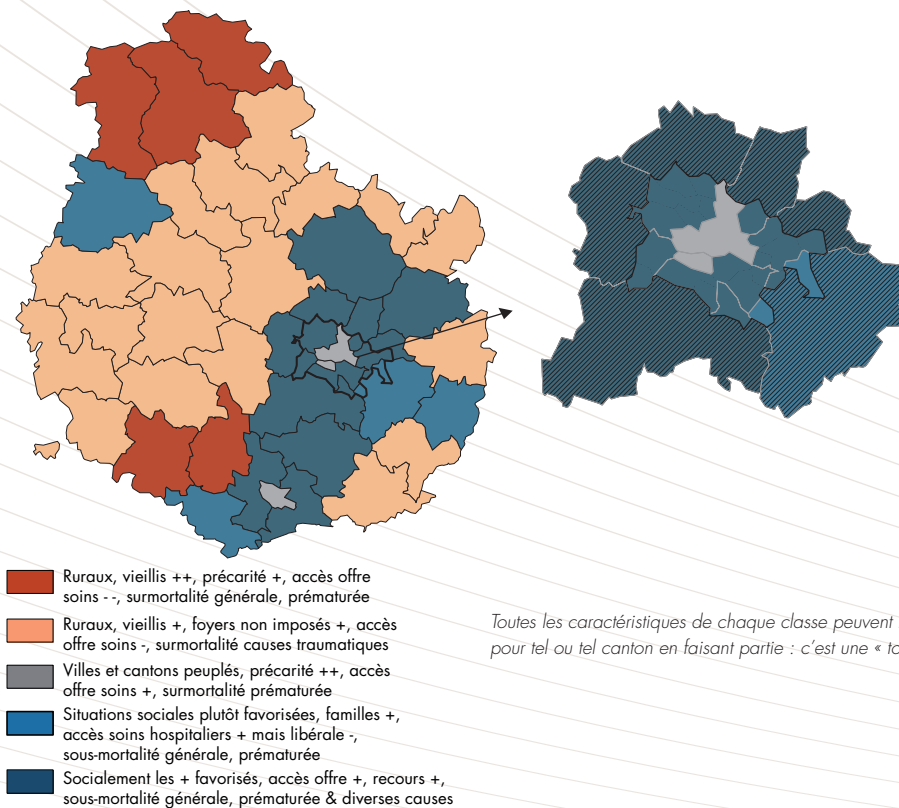 Ruraux, vieillis ++, précarité +, accès offre
soins - -, surmortalité générale, prématurée
Ruraux, vieillis +, foyers non imposés +, accès
offre soins -, surmortalité causes traumatiques
Villes et cantons peuplés, précarité ++, accès
offre soins +, surmortalité prématurée
Situations sociales plutôt favorisées, familles +,
accès soins hospitaliers + mais libérale -,
sous-mortalité générale, prématurée
Socialement les + favorisés, accès offre +, recours +,
sous-mortalité générale, prématurée & diverses causes
Toutes les caractéristiques de chaque classe peuvent
pour tel ou tel canton en faisant partie : c'est une «